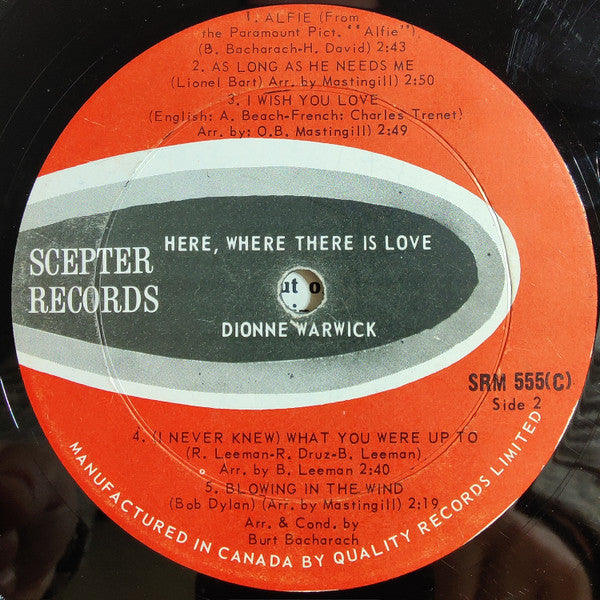 1. ALFIE (From
the Paramount Pict. "Alfie").
(B. Bacharach-H. David) 2:43
2. AS LONG AS HE NEEDS ME
(Lionel Bart) Arr. by Mastingill) 2:50
3. I WISH YOU LOVE
(English: A. Beach-French: Charles Trenet)
Arr. by: O.B. Mastingill) 2:49
HERE, WHERE THERE IS LOVE
SCEPTER
RECORDS
ut o
DIONNE WARWICK
SRM 555(C)
Side 2
4. (I NEVER KNEW) WHAT YOU WERE UP TO
(R. Leeman-R. Druz-B. Leeman)
Arr. by B. Leeman 2:40
5. BLOWING IN THE WIND
(Bob Dylan) (Arr. by Mastingill) 2:19
Arr. & Cond. by
Burt Bacharach
MANUFACTURED IN CANADA BY QUALITY RECORDS LIMITED